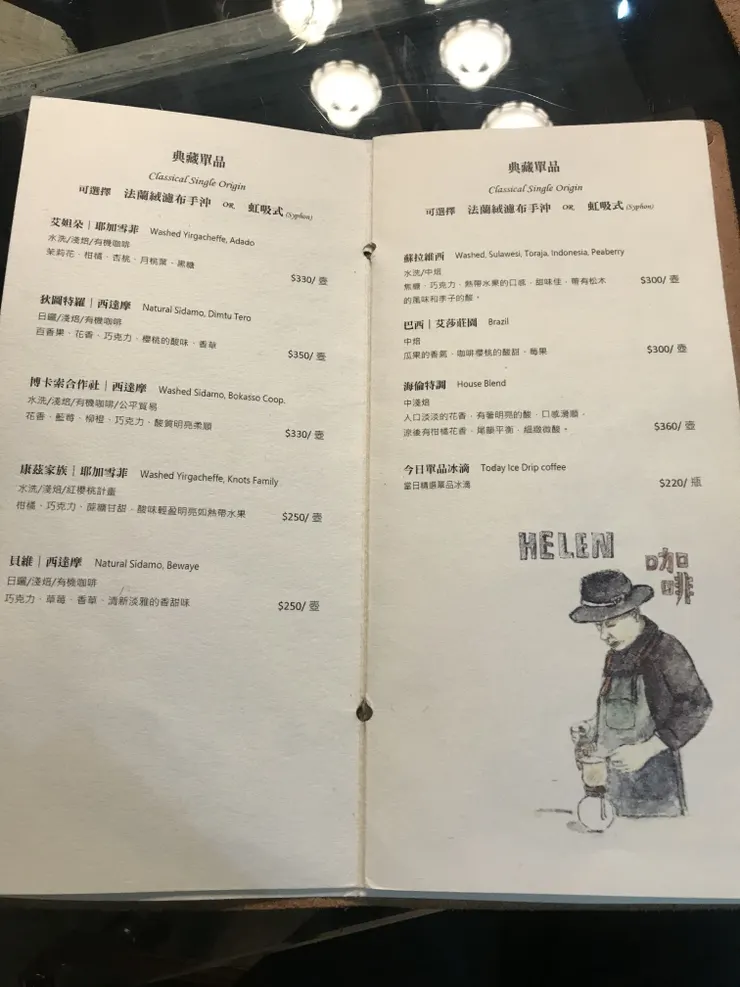 典藏單品
Classical Single Origin
可選擇 法蘭絨濾布手沖 OR. 虹吸式 (Syphon)
艾妲朵｜耶加雪菲 Washed Yirgacheffe, Adado
水洗/淺焙/有機咖啡
茉莉花、柑橘、杏桃、月桃葉、黑糖
$330/ 壺
狄圖特羅｜西達摩 Natural Sidamo, Dimtu Tero
日曬/淺焙/有機咖啡
百香果、花香、巧克力、櫻桃的酸味、香草
$350/ 壺
博卡索合作社｜西達摩 Washed Sidamo, Bokasso Coop.
水洗/淺焙/有機咖啡/公平貿易
花香、藍莓、柳橙、巧克力、酸質明亮柔順
$330/ 壺
康茲家族｜耶加雪菲 Washed Yirgacheffe, Knots Family
水洗/淺焙/紅櫻桃計畫
柑橘、巧克力、蔗糖甘甜、酸味輕盈明亮如熱帶水果
$250/ 壺
貝維｜西達摩 Natural Sidamo, Bewaye
日曬/淺焙/有機咖啡
巧克力、草莓、香草、清新淡雅的香甜味
$250/ 壺
典藏單品
Classical Single Origin
可選擇 法蘭絨濾布手沖 OR 虹吸式 (Syphon)
蘇拉維西 Washed, Sulawesi, Toraja, Indonesia, Peaberry
水洗/中焙
焦糖、巧克力、熱帶水果的口感、甜味佳、帶有松木
的風味和李子的酸。
$300/ 壺
巴西｜艾莎莊園 Brazil
中焙
瓜果的香氣、咖啡櫻桃的酸甜、莓果
$300/ 壺
海倫特調 House Blend
中淺焙
入口淡淡的花香、有著明亮的酸、口感滑順、
涼後有柑橘花香、尾韻平衡、細緻微酸。
$360/ 壺
今日單品冰滴 Today Ice Drip coffee
當日精選單品冰滴
$220/ 瓶
HELEN
咖
啡